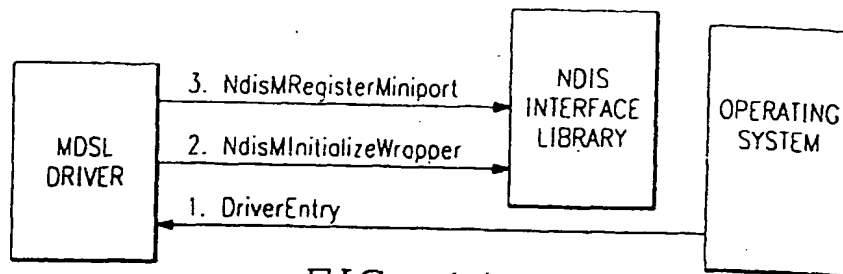 3. NdisMRegisterMiniport
NDIS
INTERFACE
LIBRARY
OPERATING
SYSTEM
MDSL
DRIVER
2. NdisMInitializeWrapper
1. DriverEntry